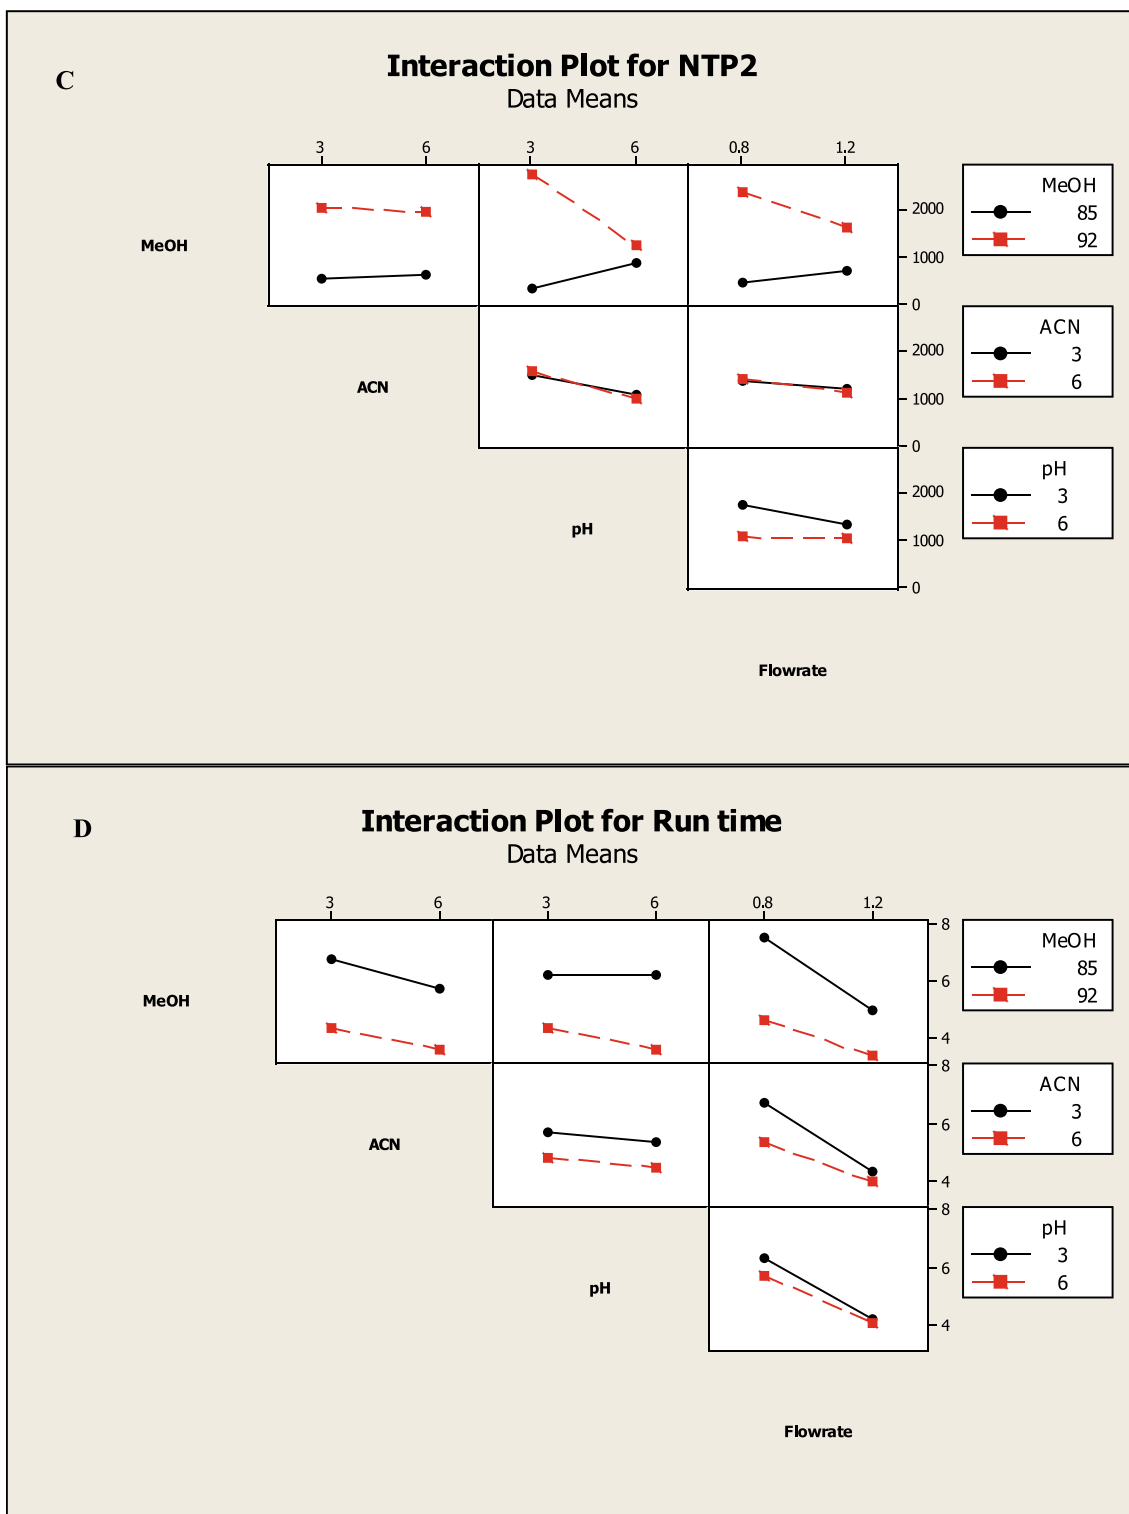 C
Interaction Plot for NTP2
Data Means
3 6 3 6 0.8 1.2
MeOH
2000
1000
0
MeOH
85
92
ACN
2000
1000
0
ACN
3
6
pH
2000
1000
0
pH
3
6
Flowrate
D
Interaction Plot for Run time
Data Means
3 6 3 6 0.8 1.2
MeOH
8
6
4
MeOH
85
92
ACN
8
6
4
ACN
3
6
pH
8
6
4
pH
3
6
Flowrate